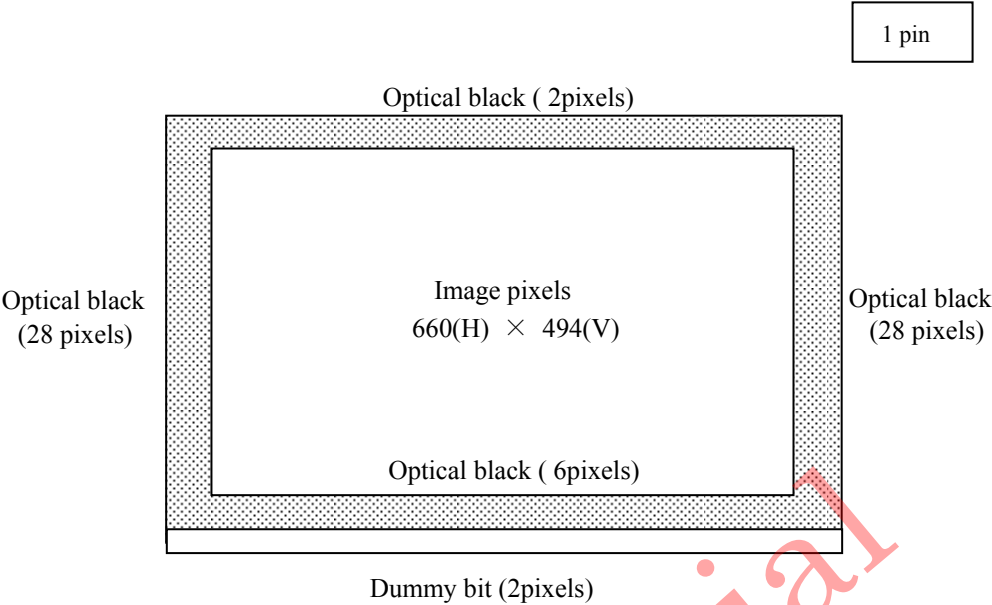 1 pin
Optical black ( 2pixels)
Optical black
(28 pixels)
Image pixels
660(H) × 494(V)
Optical black
(28 pixels)
Optical black ( 6pixels)
Dummy bit (2pixels)